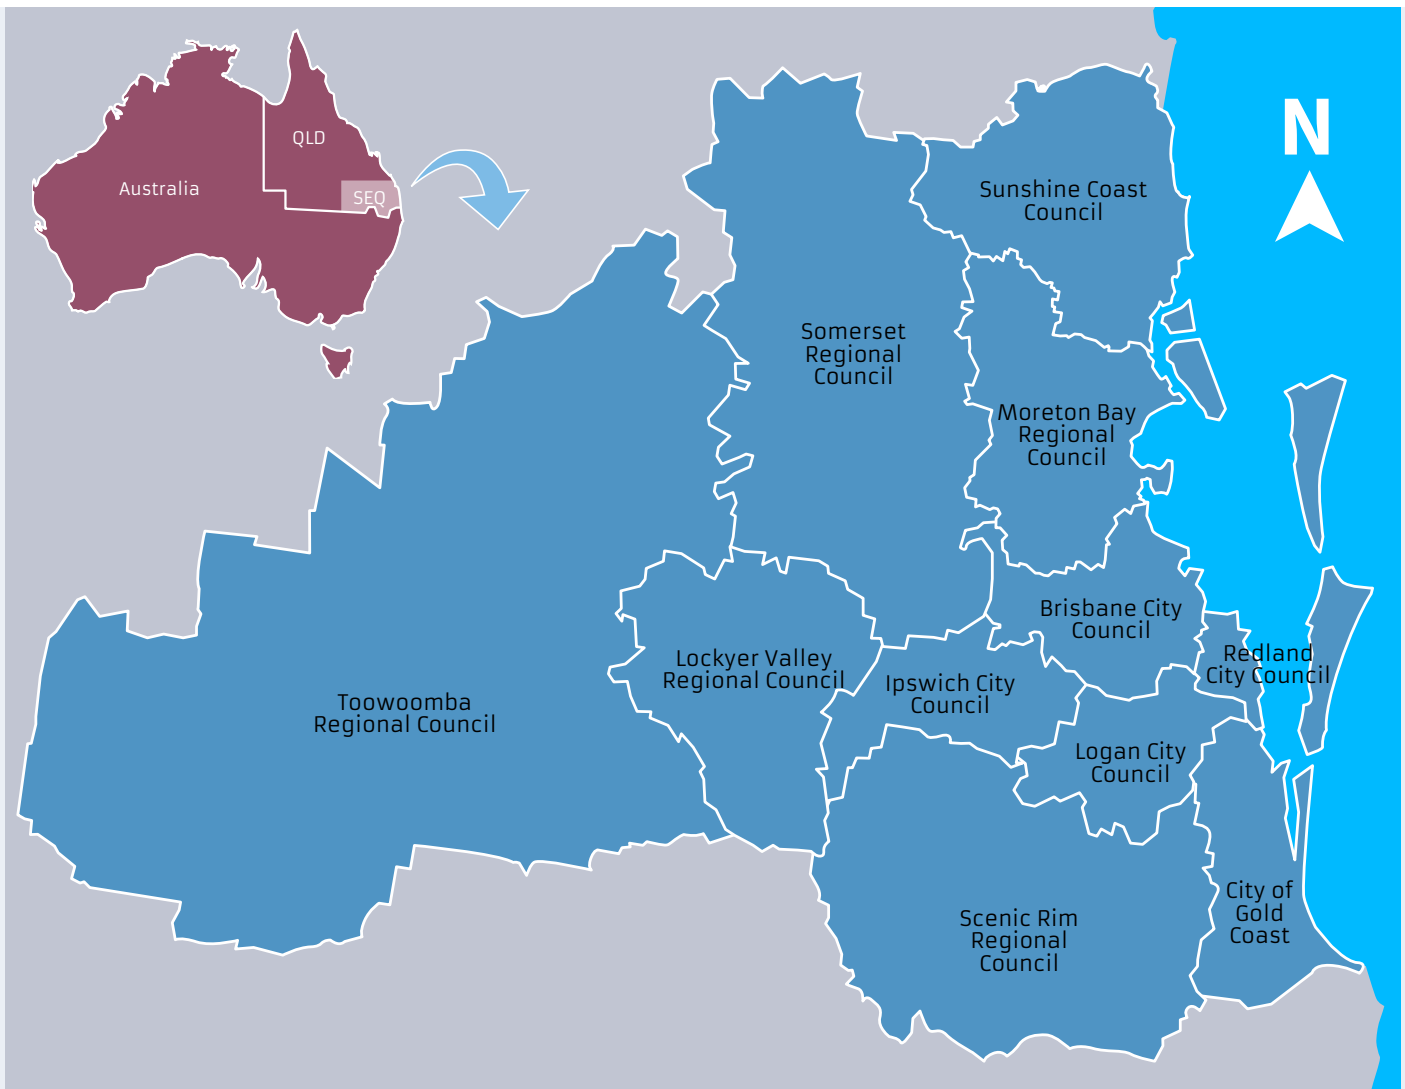 N
QLD
Australia
SEQ
Sunshine Coast
Council
Somerset
Regional
Council
Moreton Bay
Regional
Council
Brisbane City
Council
Redland
City Council
Lockyer Valley
Regional Council
Ipswich City
Council
Toowoomba
Regional Council
Logan City
Council
City of
Gold
Coast
Scenic Rim
Regional
Council